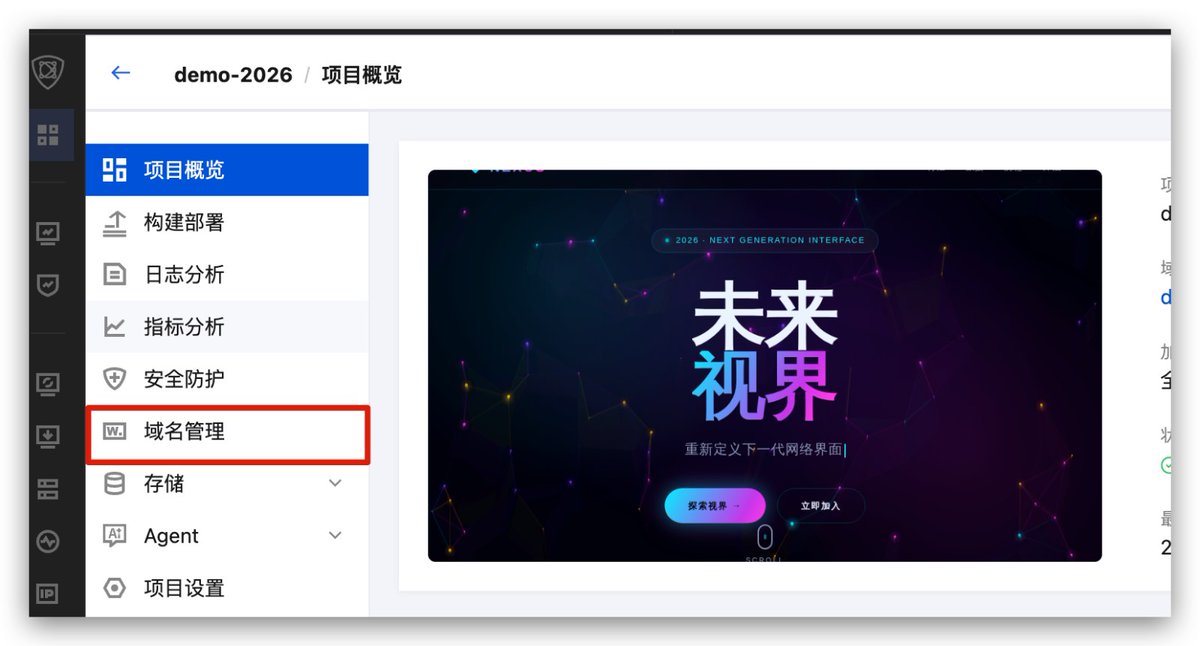 demo-2026 / 项目概览
项目概览
构建部署
日志分析
指标分析
安全防护
W. 域名管理
存储
AI Agent
项目设置
IP
2026 · NEXT GENERATION INTERFACE
未来
视界
重新定义下一代网络界面
探索视界 →
立即加入
SCROLL